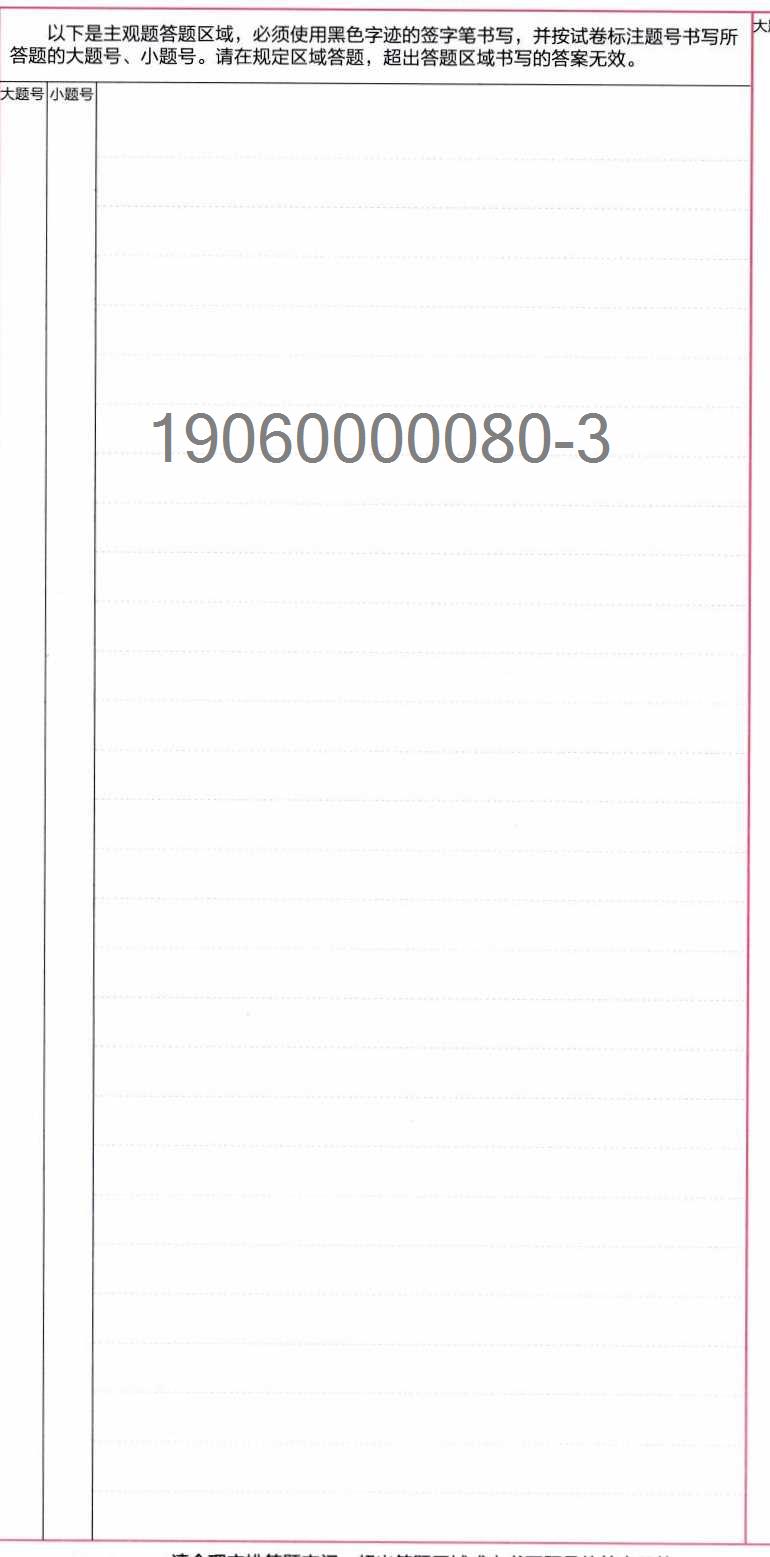 以下是主观题答题区域，必须使用黑色字迹的签字笔书写，并按试卷标注题号书写所
答题的大题号、小题号。请在规定区域答题，超出答题区域书写的答案无效。
大题号 小题号
大
19060000080-3